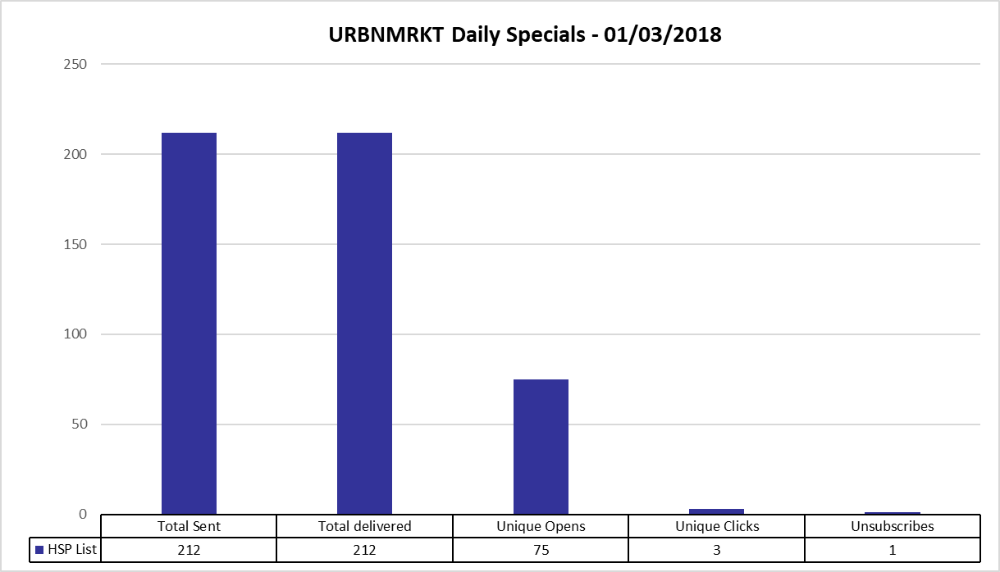 URBNMRKT Daily Specials - 01/03/2018
250
200
150
100
50
0
Total Sent Total delivered Unique Opens Unique Clicks Unsubscribes
HSP List 212 212 75 3 1